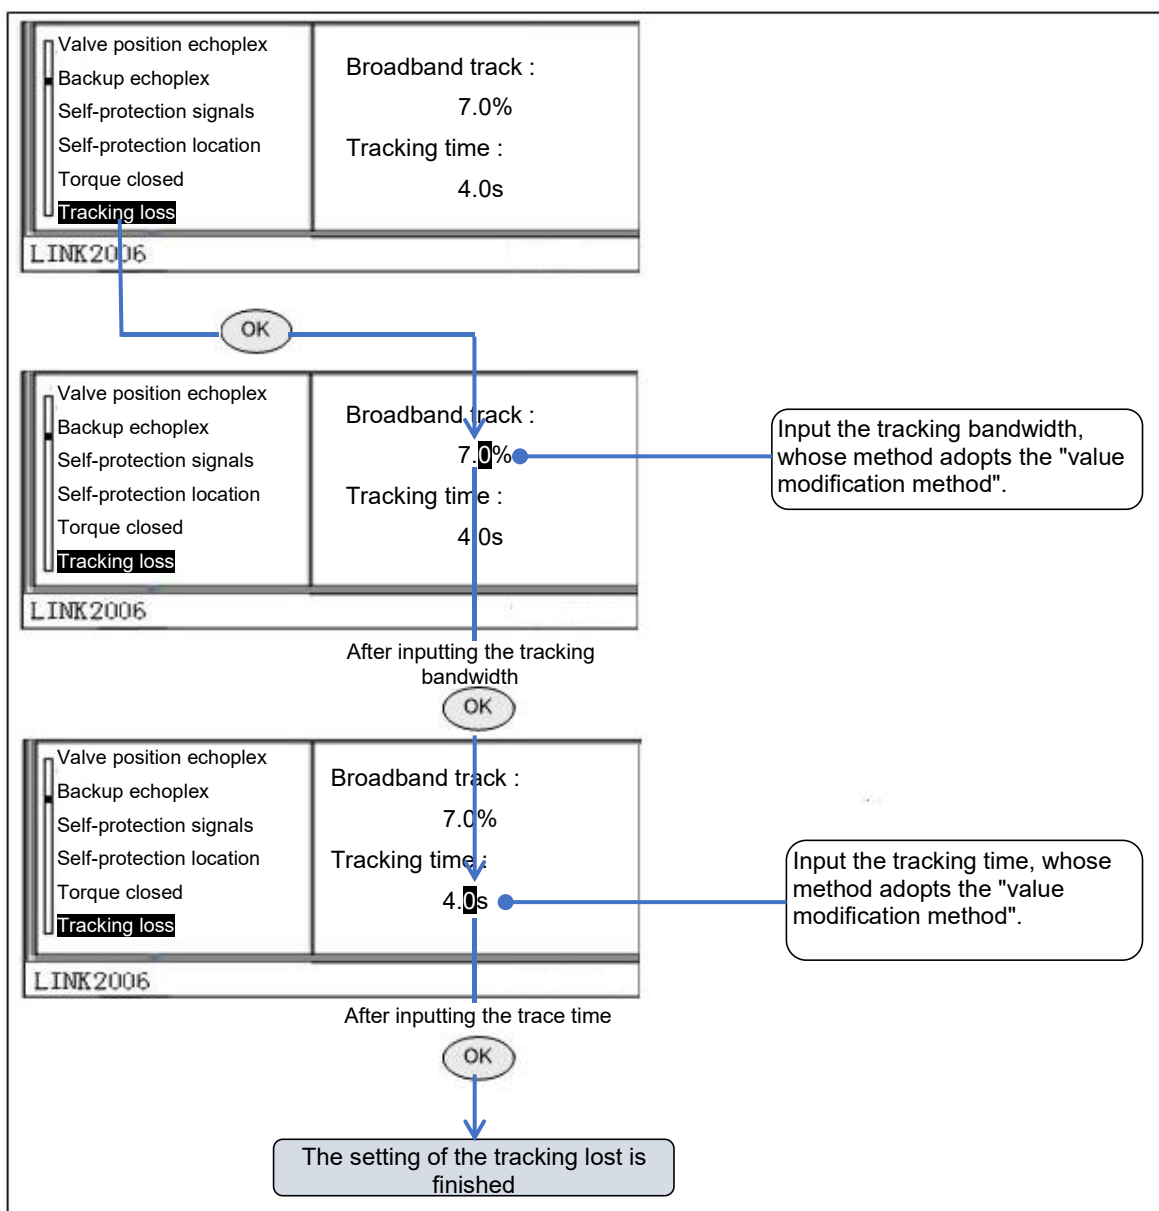 Valve position echoplex
Backup echoplex
Self-protection signals
Self-protection location
Torque closed
Tracking loss
Broadband track :
7.0%
Tracking time :
4.0s
LINK2006
OK
Valve position echoplex
Backup echoplex
Self-protection signals
Self-protection location
Torque closed
Tracking loss
Broadband track :
7.0%
Tracking time :
4.0s
LINK2006
Input the tracking bandwidth,
whose method adopts the "value
modification method".
After inputting the tracking
bandwidth
OK
Valve position echoplex
Backup echoplex
Self-protection signals
Self-protection location
Torque closed
Tracking loss
Broadband track :
7.0%
Tracking time :
4.0s
LINK2006
Input the tracking time, whose
method adopts the "value
modification method".
After inputting the trace time
OK
The setting of the tracking lost is
finished